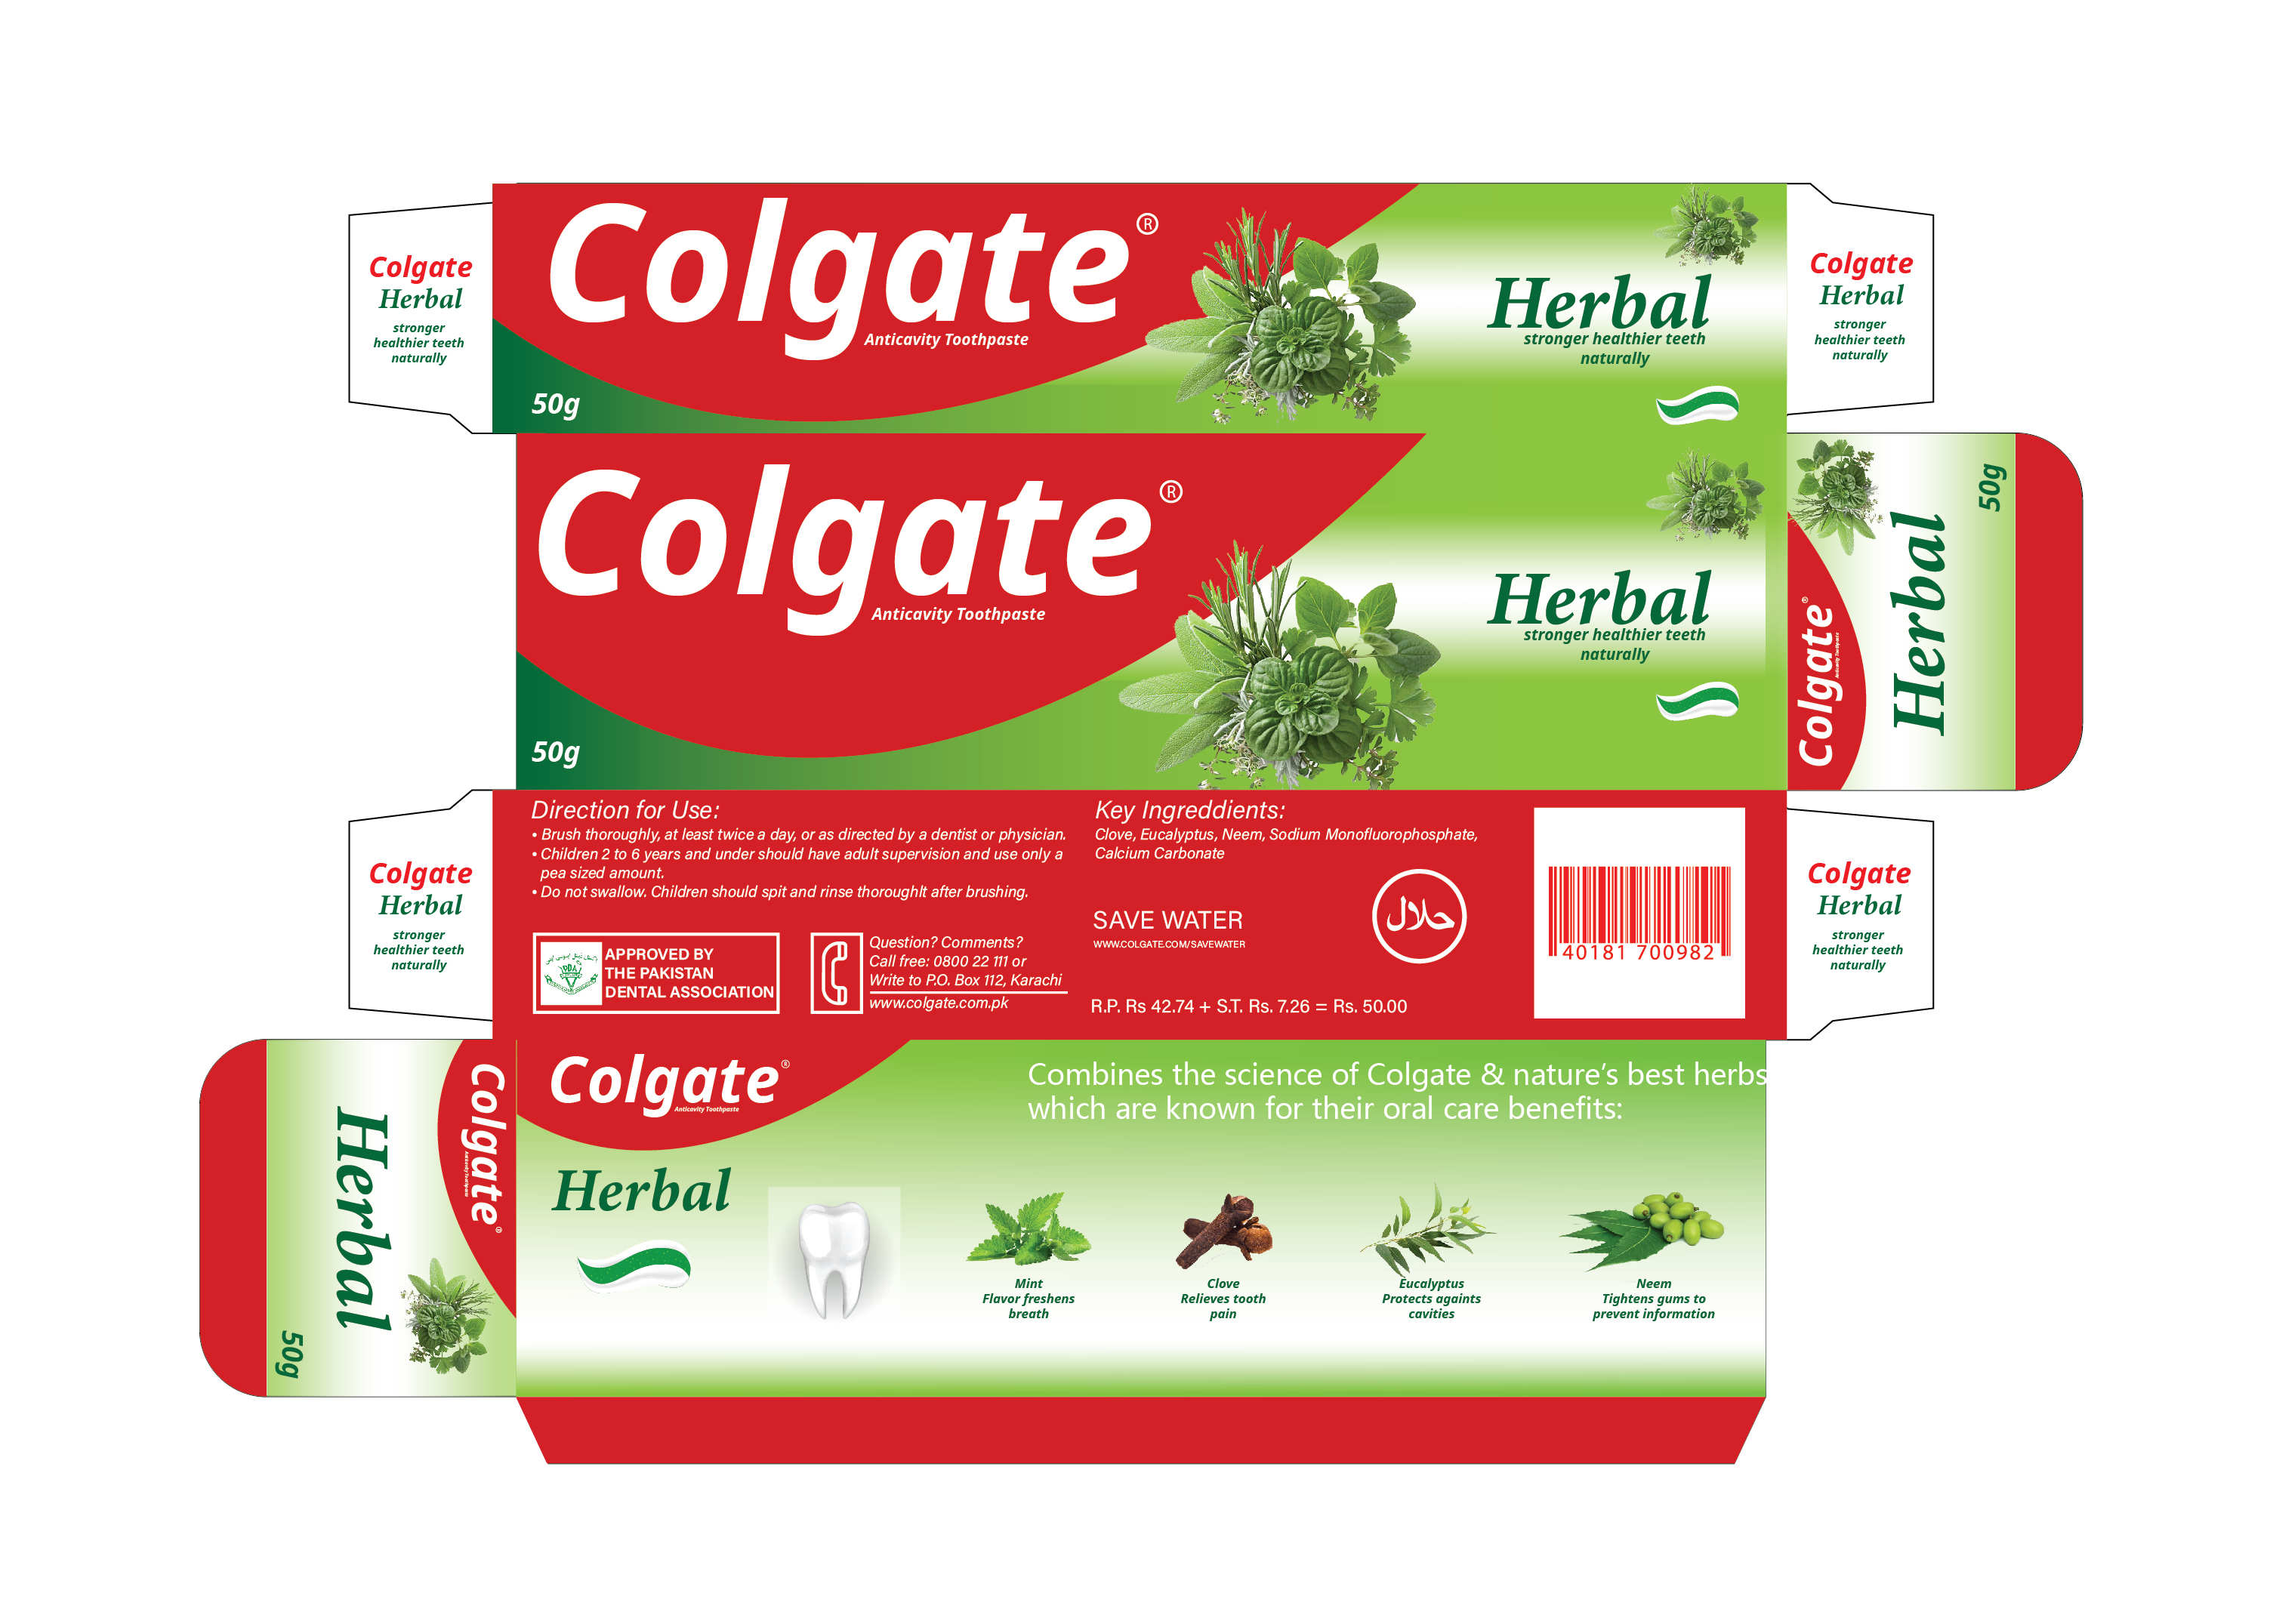 Colgate
Herbal
stronger
healthier teeth
naturally
Colgate®
Anticavity Toothpaste
50g
Herbal
stronger healthier teeth
naturally
Colgate
Herbal
stronger
healthier teeth
naturally
Colgate®
Anticavity Toothpaste
50g
Herbal
stronger healthier teeth
naturally
Colgate®
Anticavity Toothpaste
Herbal
50g
Colgate
Herbal
stronger
healthier teeth
naturally
Direction for Use:
• Brush thoroughly, at least twice a day, or as directed by a dentist or physician.
• Children 2 to 6 years and under should have adult supervision and use only a
pea sized amount.
• Do not swallow. Children should spit and rinse thoroughlt after brushing.
PDA
APPROVED BY
THE PAKISTAN
DENTAL ASSOCIATION
Question? Comments?
Call free: 0800 22 111 or
Write to P.O. Box 112, Karachi
www.colgate.com.pk
Key Ingreddients:
Clove, Eucalyptus, Neem, Sodium Monofluorophosphate,
Calcium Carbonate
SAVE WATER
WWW.COLGATE.COM/SAVEWATER
حلال
R.P. Rs 42.74 + S.T. Rs. 7.26 = Rs. 50.00
40181 700982
Colgate
Herbal
stronger
healthier teeth
naturally
Colgate®
Anticavity Toothpaste
Herbal
50g
Colgate®
Anticavity Toothpaste
Herbal
Combines the science of Colgate & nature's best herbs
which are known for their oral care benefits:
Mint
Flavor freshens
breath
Clove
Relieves tooth
pain
Eucalyptus
Protects againts
cavities
Neem
Tightens gums to
prevent information